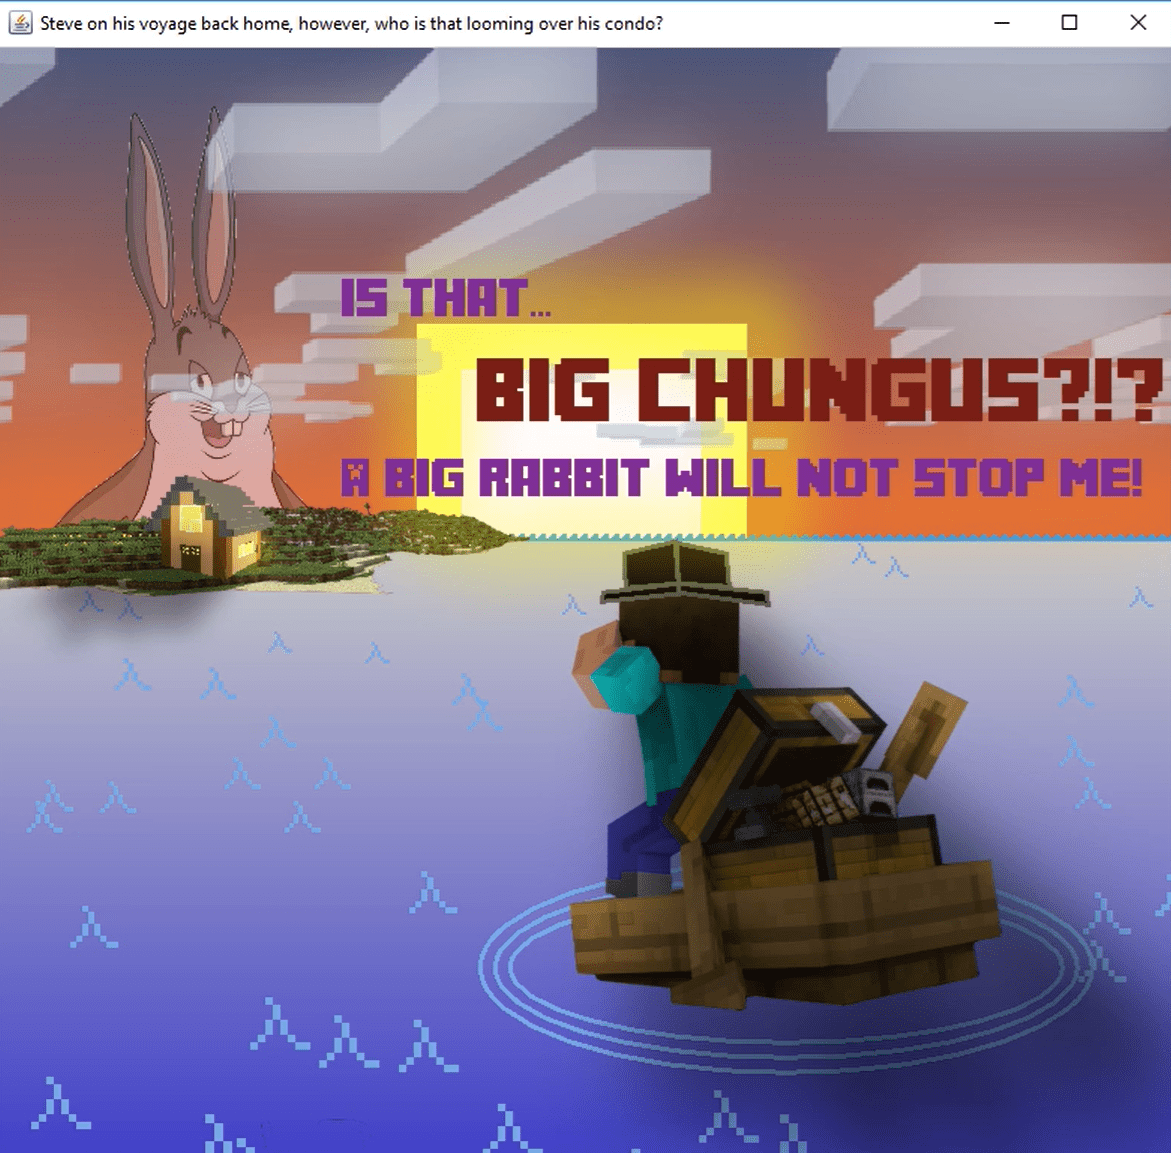 Steve on his voyage back home, however, who is that looming over his condo?
IS THAT...
BIG CHUNGUS?!?
A BIG RABBIT WILL NOT STOP ME!